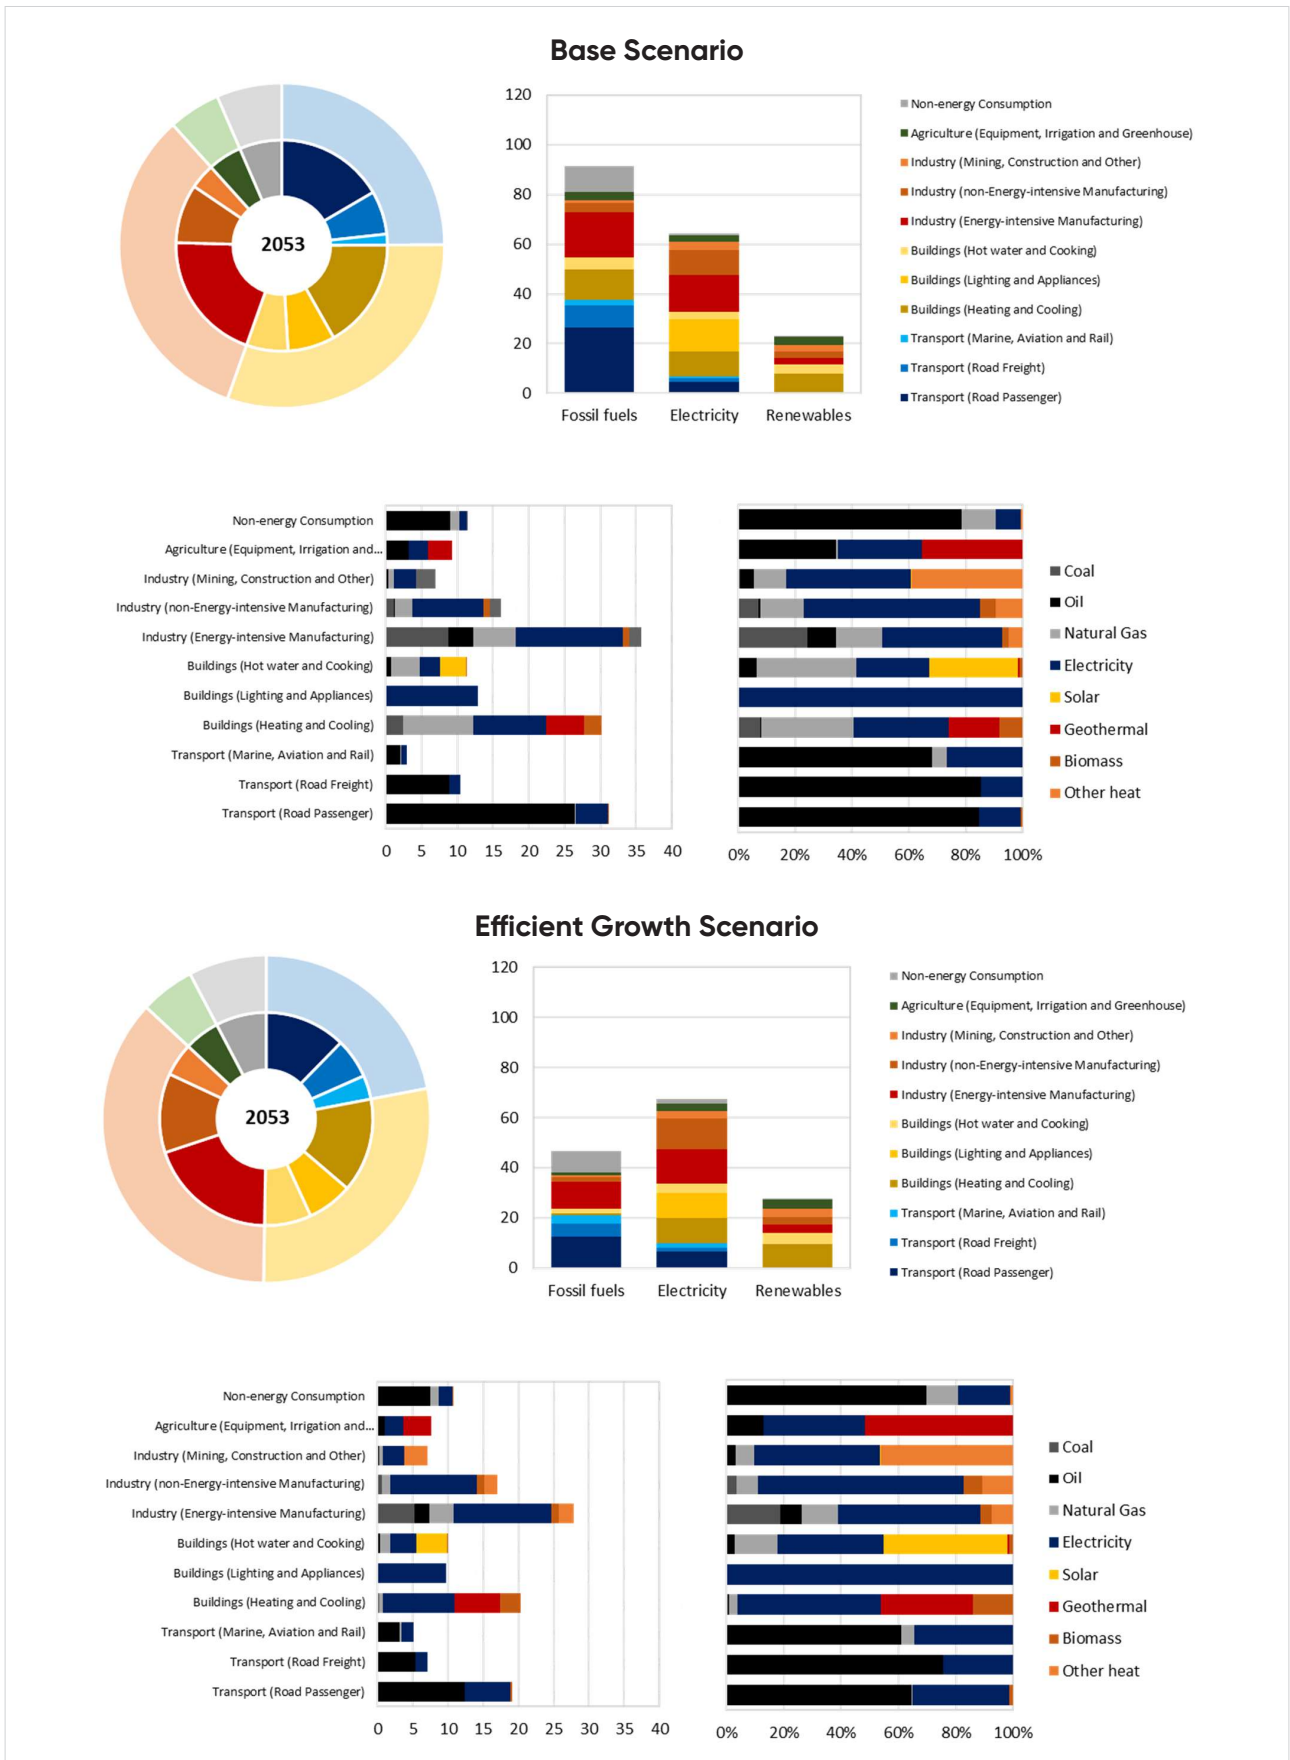 Base Scenario
2053
120
100
80
60
40
20
0
Fossil fuels
Electricity
Renewables
Non-energy Consumption
Agriculture (Equipment, Irrigation and Greenhouse)
Industry (Mining, Construction and Other)
Industry (non-Energy-intensive Manufacturing)
Industry (Energy-intensive Manufacturing)
Buildings (Hot water and Cooking)
Buildings (Lighting and Appliances)
Buildings (Heating and Cooling)
Transport (Marine, Aviation and Rail)
Transport (Road Freight)
Transport (Road Passenger)
Non-energy Consumption
Agriculture (Equipment, Irrigation and...
Industry (Mining, Construction and Other)
Industry (non-Energy-intensive Manufacturing)
Industry (Energy-intensive Manufacturing)
Buildings (Hot water and Cooking)
Buildings (Lighting and Appliances)
Buildings (Heating and Cooling)
Transport (Marine, Aviation and Rail)
Transport (Road Freight)
Transport (Road Passenger)
0 5 10 15 20 25 30 35 40
0% 20% 40% 60% 80% 100%
Coal
Oil
Natural Gas
Electricity
Solar
Geothermal
Biomass
Other heat
Efficient Growth Scenario
2053
120
100
80
60
40
20
0
Fossil fuels
Electricity
Renewables
Non-energy Consumption
Agriculture (Equipment, Irrigation and Greenhouse)
Industry (Mining, Construction and Other)
Industry (non-Energy-intensive Manufacturing)
Industry (Energy-intensive Manufacturing)
Buildings (Hot water and Cooking)
Buildings (Lighting and Appliances)
Buildings (Heating and Cooling)
Transport (Marine, Aviation and Rail)
Transport (Road Freight)
Transport (Road Passenger)
Non-energy Consumption
Agriculture (Equipment, Irrigation and...
Industry (Mining, Construction and Other)
Industry (non-Energy-intensive Manufacturing)
Industry (Energy-intensive Manufacturing)
Buildings (Hot water and Cooking)
Buildings (Lighting and Appliances)
Buildings (Heating and Cooling)
Transport (Marine, Aviation and Rail)
Transport (Road Freight)
Transport (Road Passenger)
0 5 10 15 20 25 30 35 40
0% 20% 40% 60% 80% 100%
Coal
Oil
Natural Gas
Electricity
Solar
Geothermal
Biomass
Other heat